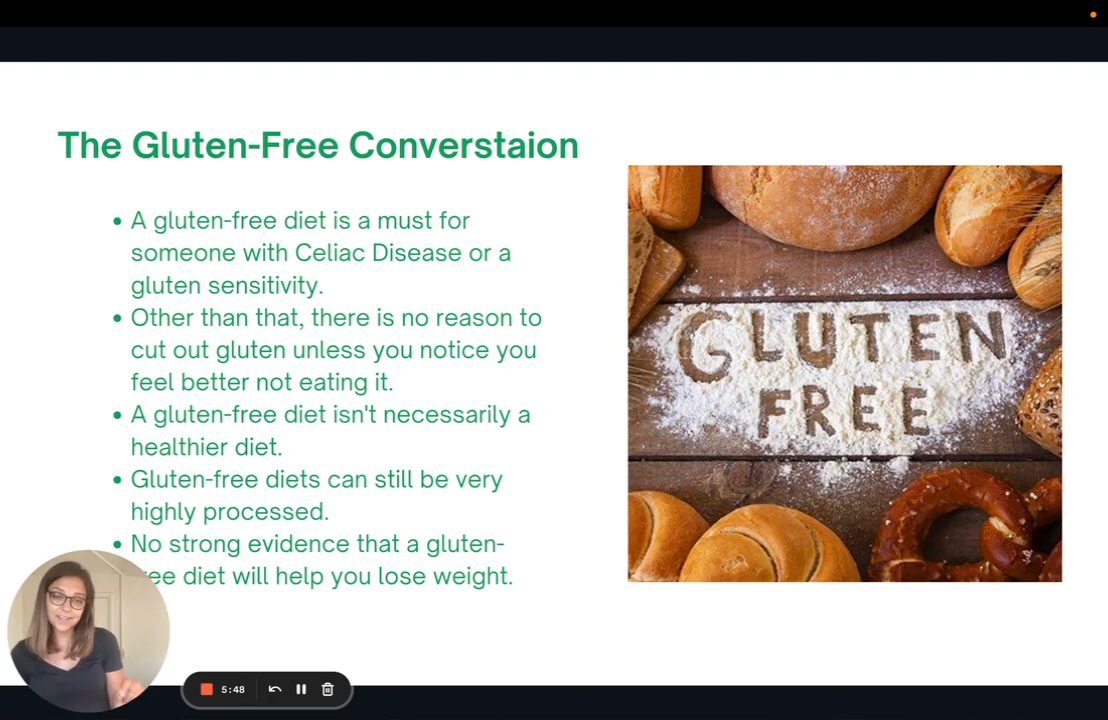 The Gluten-Free Converstaion
• A gluten-free diet is a must for
someone with Celiac Disease or a
gluten sensitivity.
• Other than that, there is no reason to
cut out gluten unless you notice you
feel better not eating it.
• A gluten-free diet isn't necessarily a
healthier diet.
• Gluten-free diets can still be very
highly processed.
• No strong evidence that a gluten-
ree diet will help you lose weight.
GLUTEN
FREE
5:48